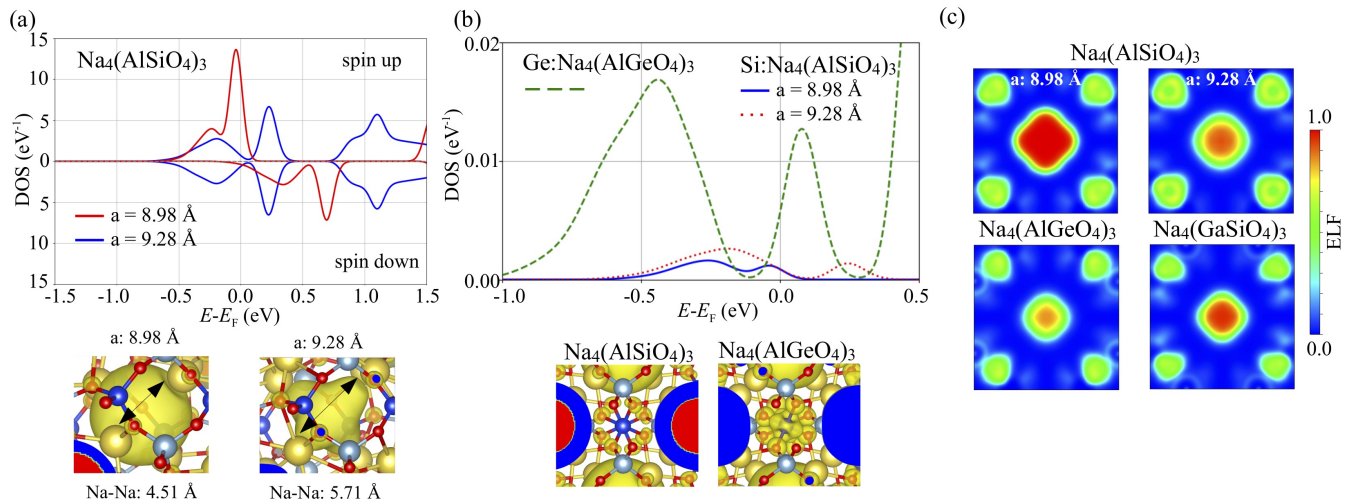 (a)
15
10
5
0
5
10
15
DOS (eV⁻¹)
Na₄(AlSiO₄)₃
spin up
a = 8.98 Å
a = 9.28 Å
spin down
-1.5
-1.0
-0.5
0.0
0.5
1.0
1.5
E-E_F (eV)
a: 8.98 Å
a: 9.28 Å
Na-Na: 4.51 Å
Na-Na: 5.71 Å
(b)
0.02
0.01
0.00
DOS (eV⁻¹)
Ge:Na₄(AlGeO₄)₃
Si:Na₄(AlSiO₄)₃
a = 8.98 Å
a = 9.28 Å
-1.0
-0.5
0.0
0.5
E-E_F (eV)
Na₄(AlSiO₄)₃
Na₄(AlGeO₄)₃
(c)
Na₄(AlSiO₄)₃
a: 8.98 Å
a: 9.28 Å
Na₄(AlGeO₄)₃
Na₄(GaSiO₄)₃
1.0
ELF
0.0